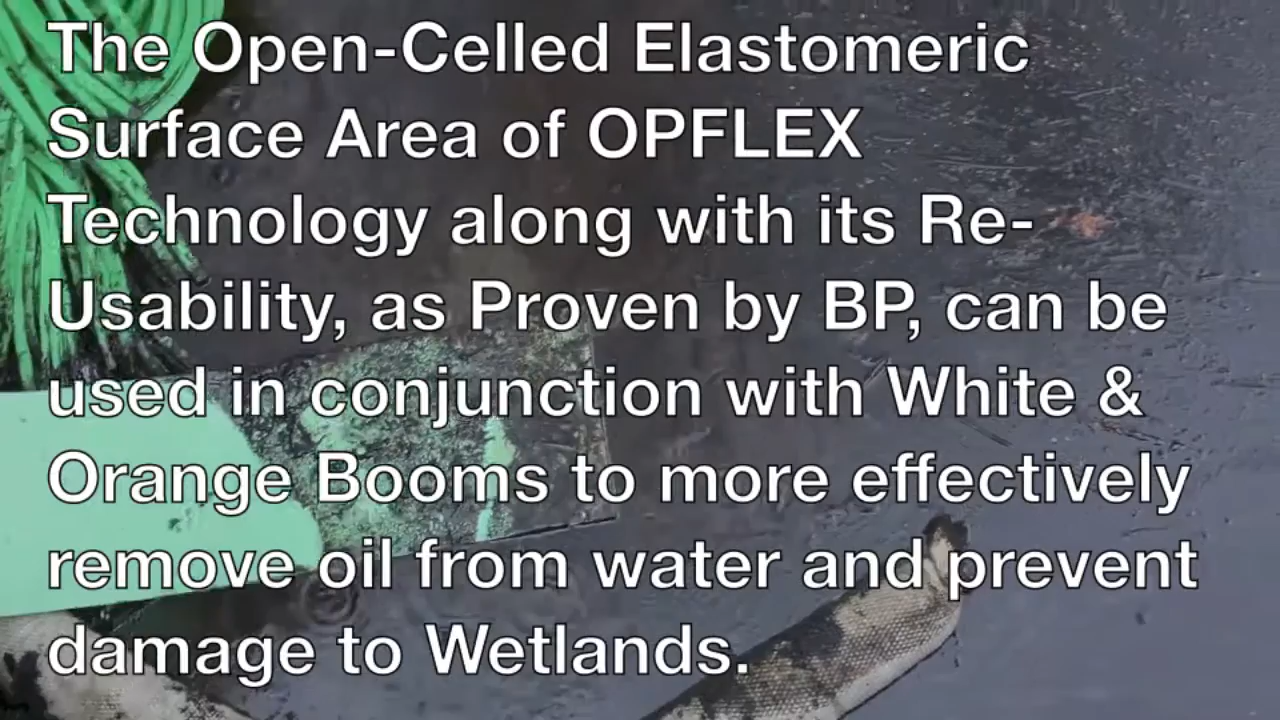 The Open-Celled Elastomeric
Surface Area of OPFLEX
Technology along with its Re-
Usability, as Proven by BP, can be
used in conjunction with White &
Orange Booms to more effectively
remove oil from water and prevent
damage to Wetlands.